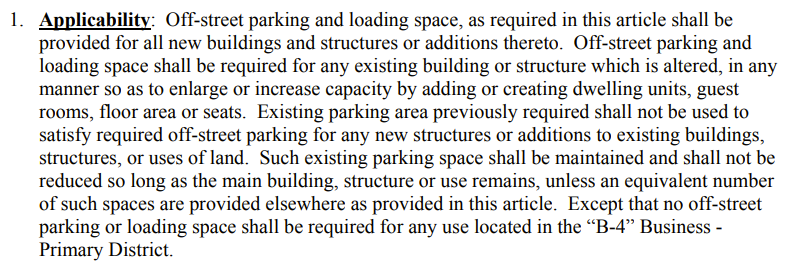 1. Applicability: Off-street parking and loading space, as required in this article shall be
provided for all new buildings and structures or additions thereto. Off-street parking and
loading space shall be required for any existing building or structure which is altered, in any
manner so as to enlarge or increase capacity by adding or creating dwelling units, guest
rooms, floor area or seats. Existing parking area previously required shall not be used to
satisfy required off-street parking for any new structures or additions to existing buildings,
structures, or uses of land. Such existing parking space shall be maintained and shall not be
reduced so long as the main building, structure or use remains, unless an equivalent number
of such spaces are provided elsewhere as provided in this article. Except that no off-street
parking or loading space shall be required for any use located in the “B-4” Business -
Primary District.